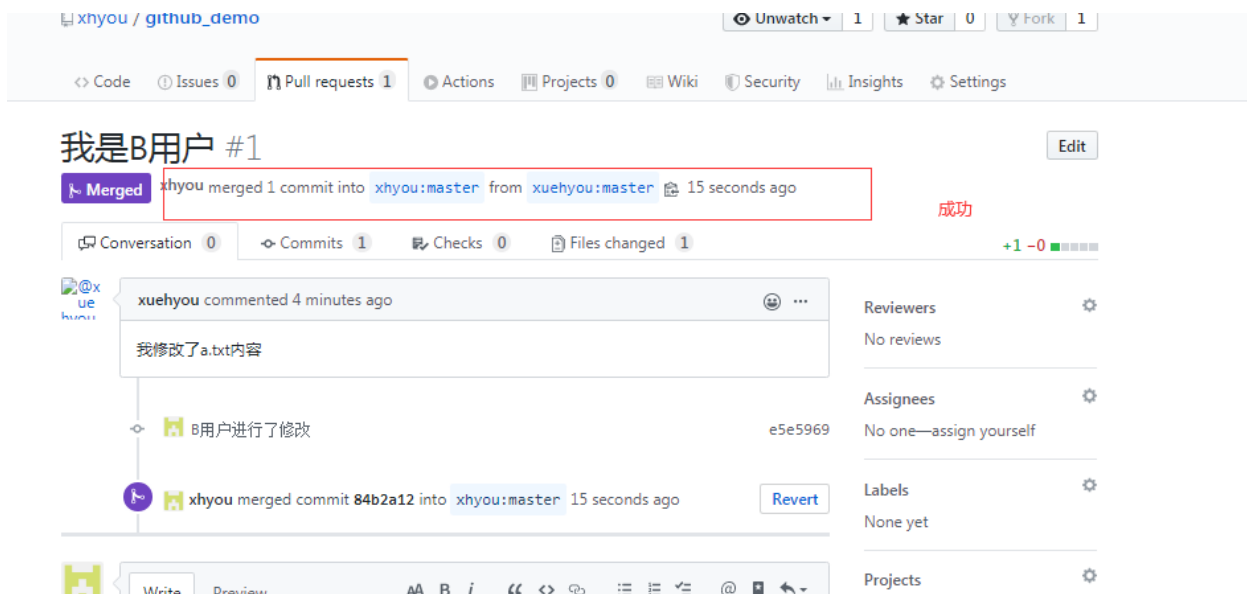 xhyou / github_demo
Unwatch 1 Star 0 Fork 1
Code Issues 0 Pull requests 1 Actions Projects 0 Wiki Security Insights Settings
我是B用户 #1
Edit
Merged xhyou merged 1 commit into xhyou:master from xuehyou:master 15 seconds ago
成功
Conversation 0 Commits 1 Checks 0 Files changed 1
+1 −0
@x
ue
hyou
xuehyou commented 4 minutes ago
我修改了a.txt内容
B用户进行了修改 e5e5969
xhyou merged commit 84b2a12 into xhyou:master 15 seconds ago
Revert
Reviewers
No reviews
Assignees
No one—assign yourself
Labels
None yet
Projects
Write Preview AA B i